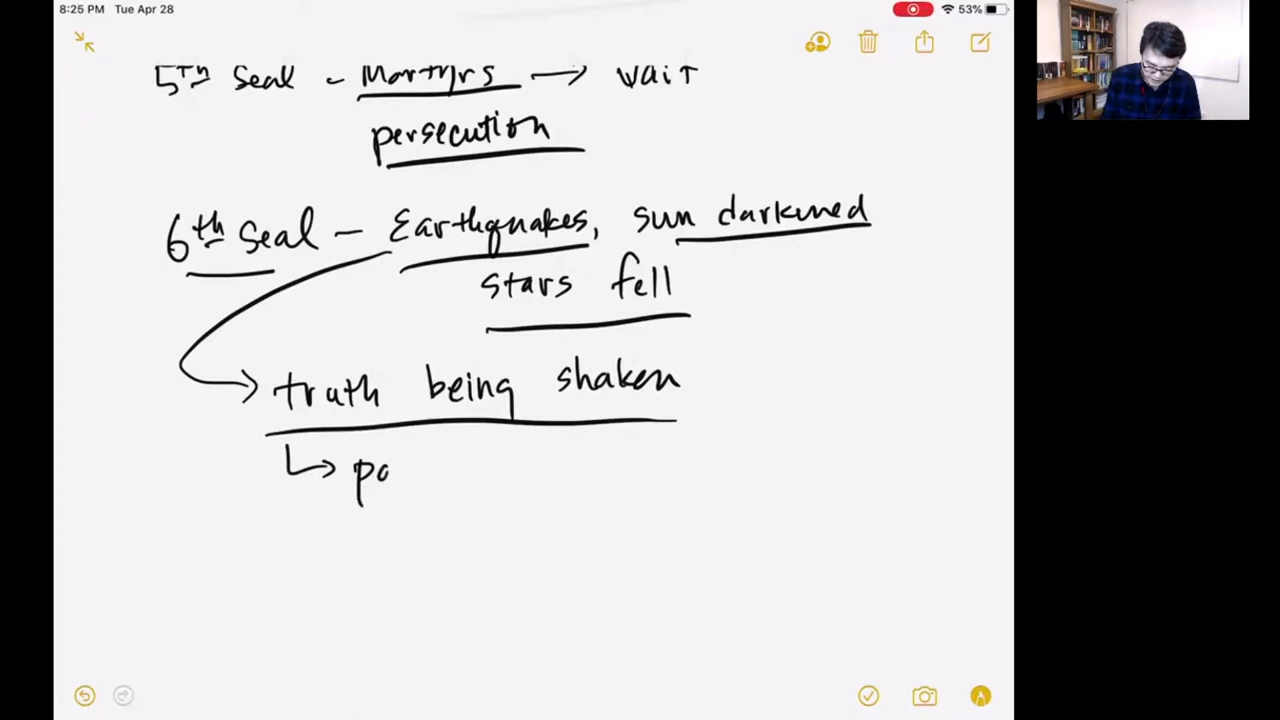 8:25 PM Tue Apr 28 53%
5th Seal - Martyrs → wait
persecution
6th Seal - Earthquakes, sun darkined
stars fell
truth being shaken
↳ po